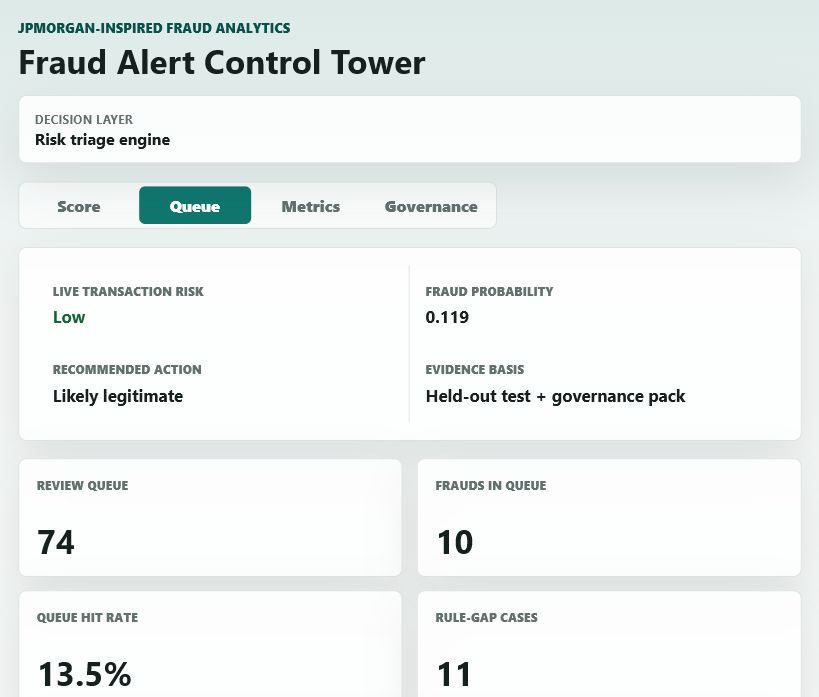 JPMORGAN-INSPIRED FRAUD ANALYTICS
Fraud Alert Control Tower
DECISION LAYER
Risk triage engine
Score
Queue
Metrics
Governance
LIVE TRANSACTION RISK
Low
FRAUD PROBABILITY
0.119
RECOMMENDED ACTION
Likely legitimate
EVIDENCE BASIS
Held-out test + governance pack
REVIEW QUEUE
74
FRAUDS IN QUEUE
10
QUEUE HIT RATE
13.5%
RULE-GAP CASES
11